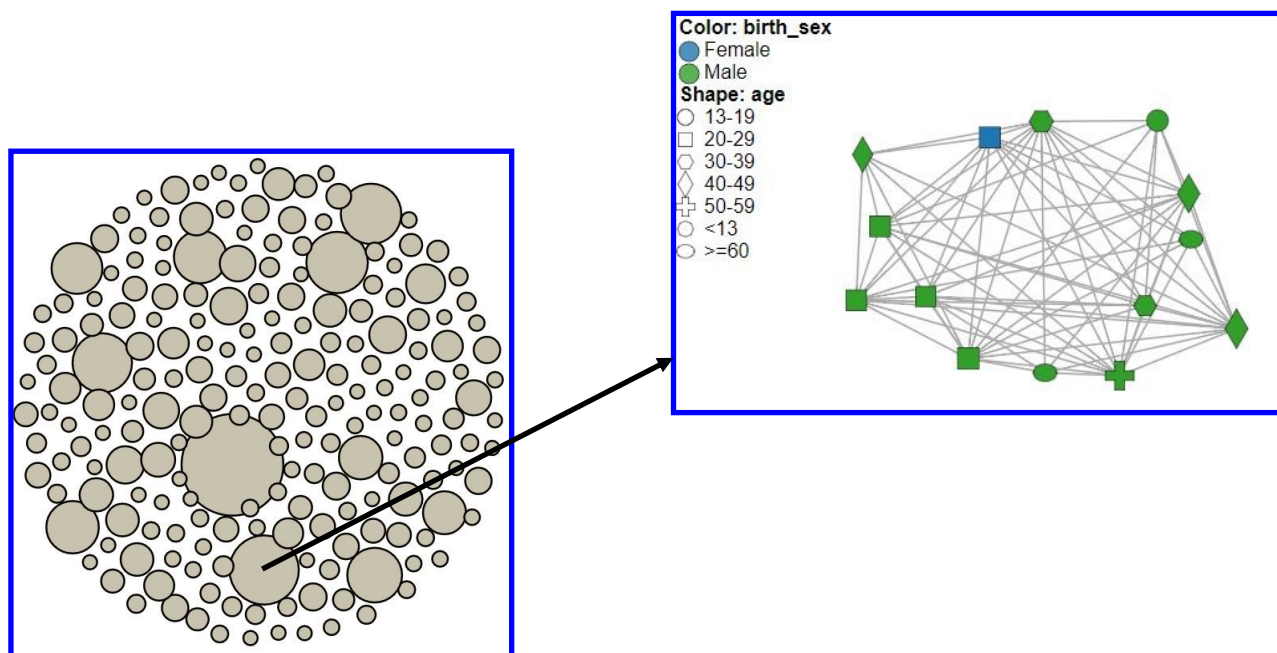 Color: birth_sex
Female
Male
Shape: age
13-19
20-29
30-39
40-49
50-59
<13
>=60